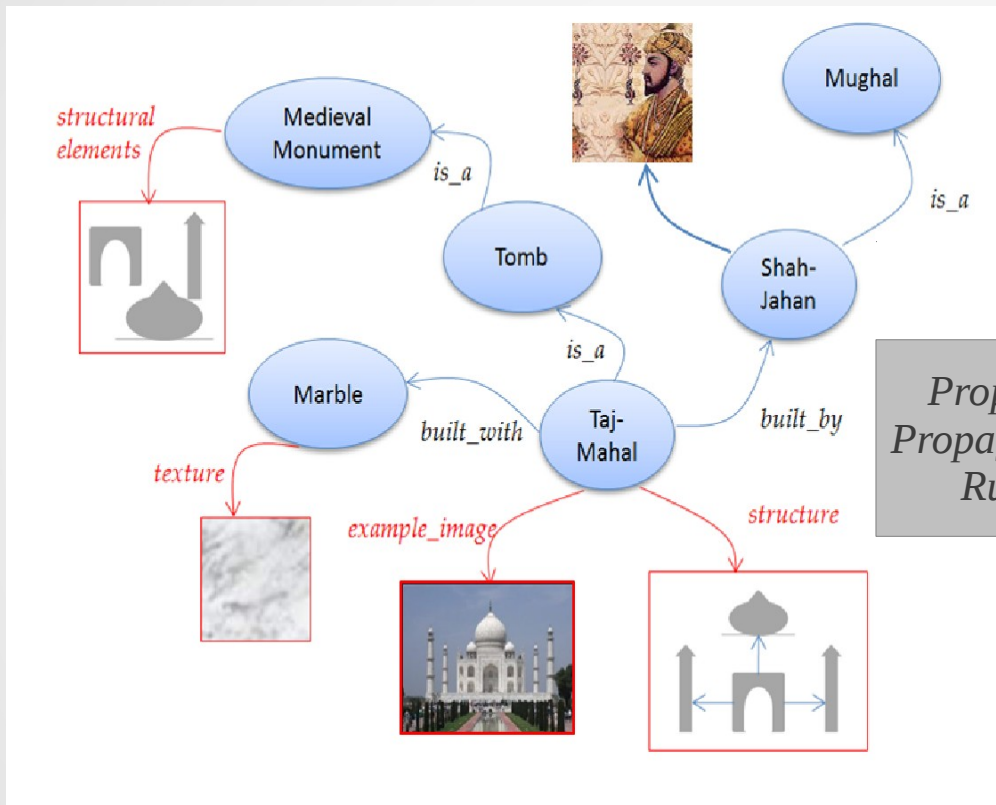 Mughal
Medieval
Monument
structural
elements
is_a
is_a
Tomb
Shah-
Jahan
is_a
Marble
built_with
Taj-
Mahal
built_by
texture
example_image
structure